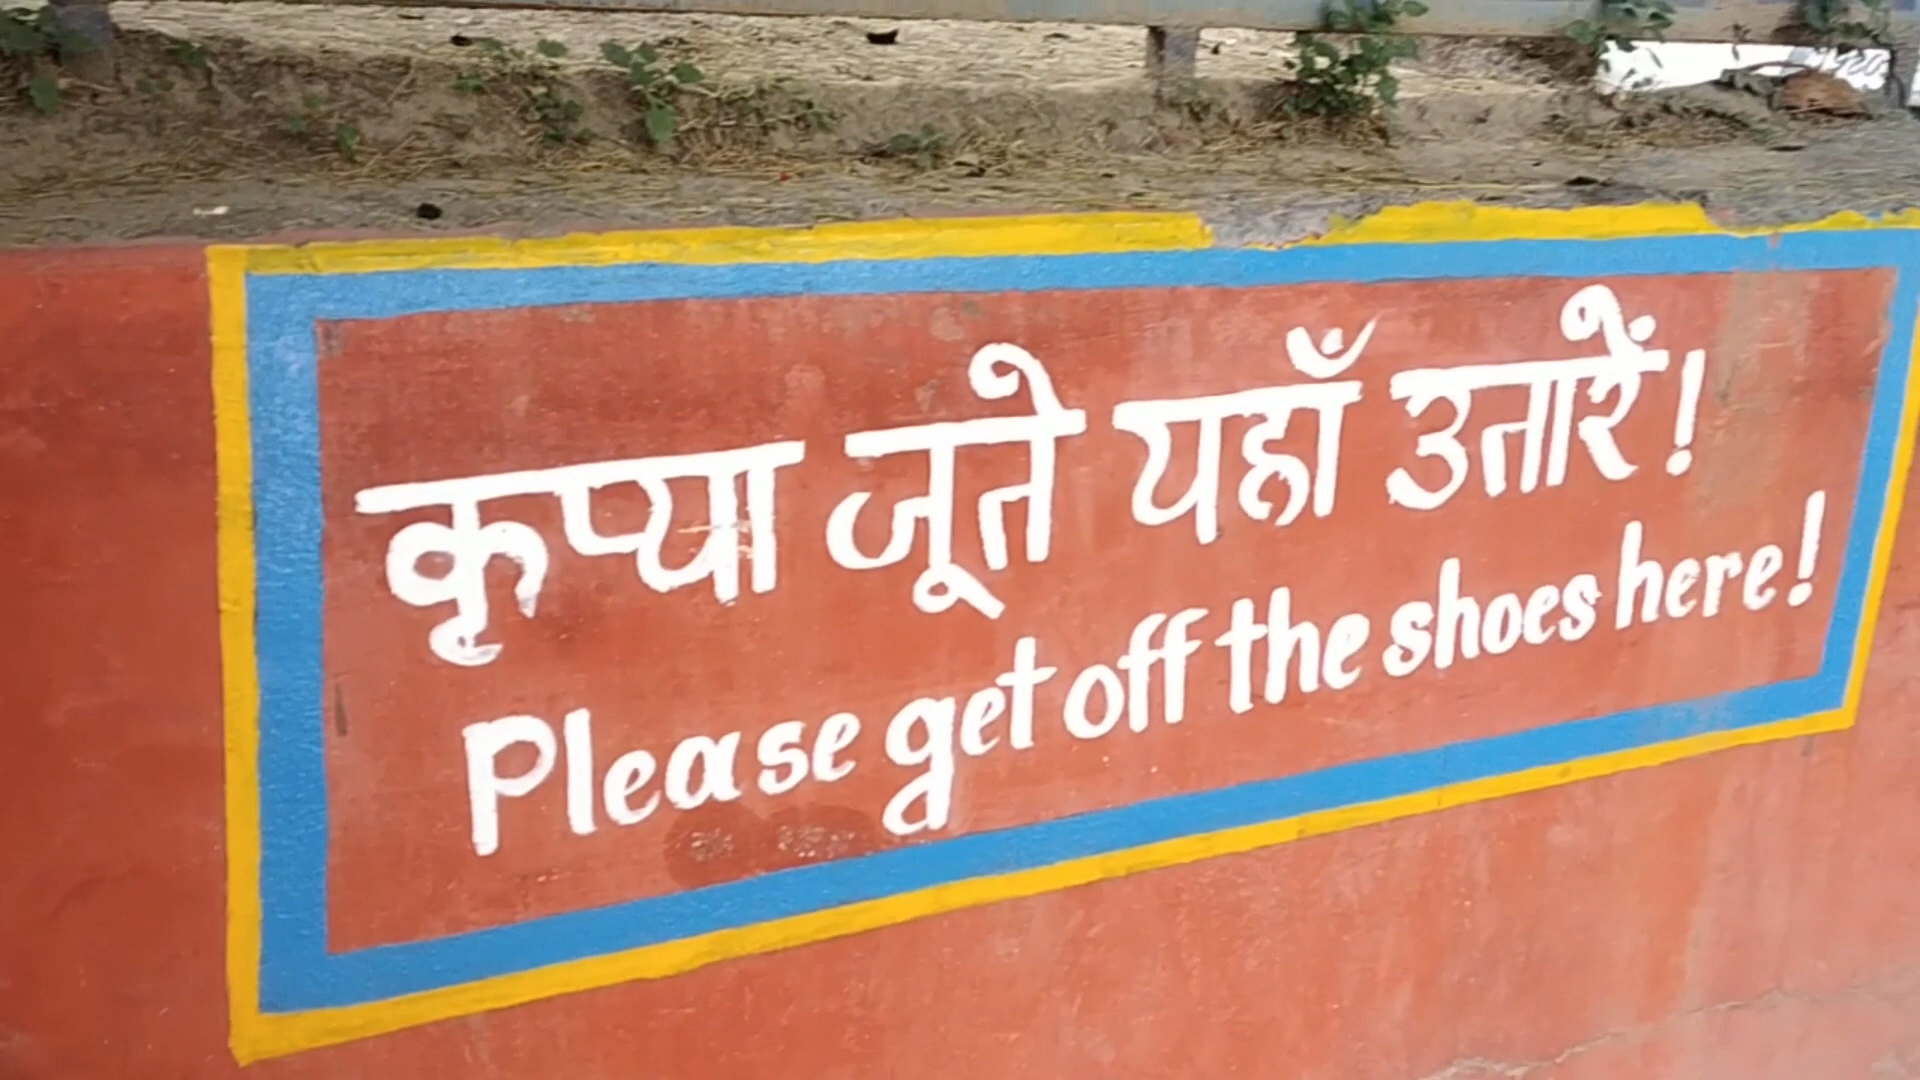 कृप्या जूते यहाँ उतारें!
Please get off the shoes here!